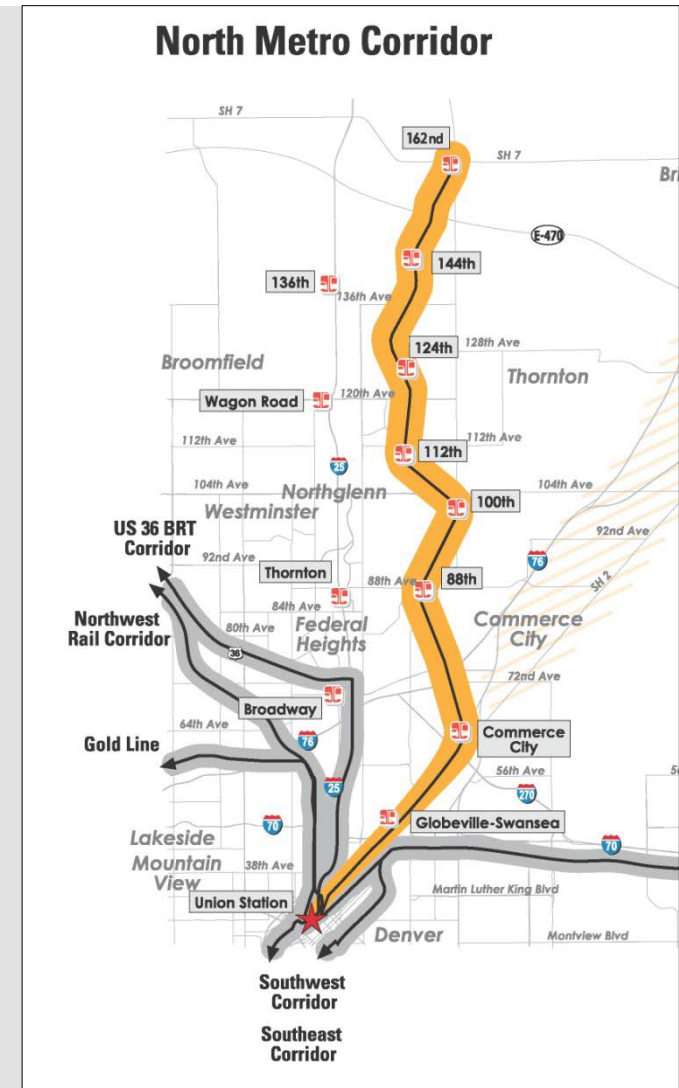 North Metro Corridor
SH 7
162nd
SH 7
Bri
E-470
144th
136th
136th Ave
124th
128th Ave
Broomfield
Thornton
Wagon Road
120th Ave
112th Ave
112th
112th Ave
25
104th Ave
Northglenn
104th Ave
Westminster
100th
US 36 BRT
Corridor
92nd Ave
92nd Ave
76
Thornton
88th Ave
88th
SH 2
84th Ave
Northwest
Rail Corridor
80th Ave
Federal
Heights
Commerce
City
36
72nd Ave
Broadway
64th Ave
Gold Line
76
Commerce
City
56th Ave
25
270
70
Globeville-Swansea
Lakeside
70
Mountain
View
38th Ave
Union Station
Martin Luther King Blvd
Denver
Montview Blvd
Southwest
Corridor
Southeast
Corridor